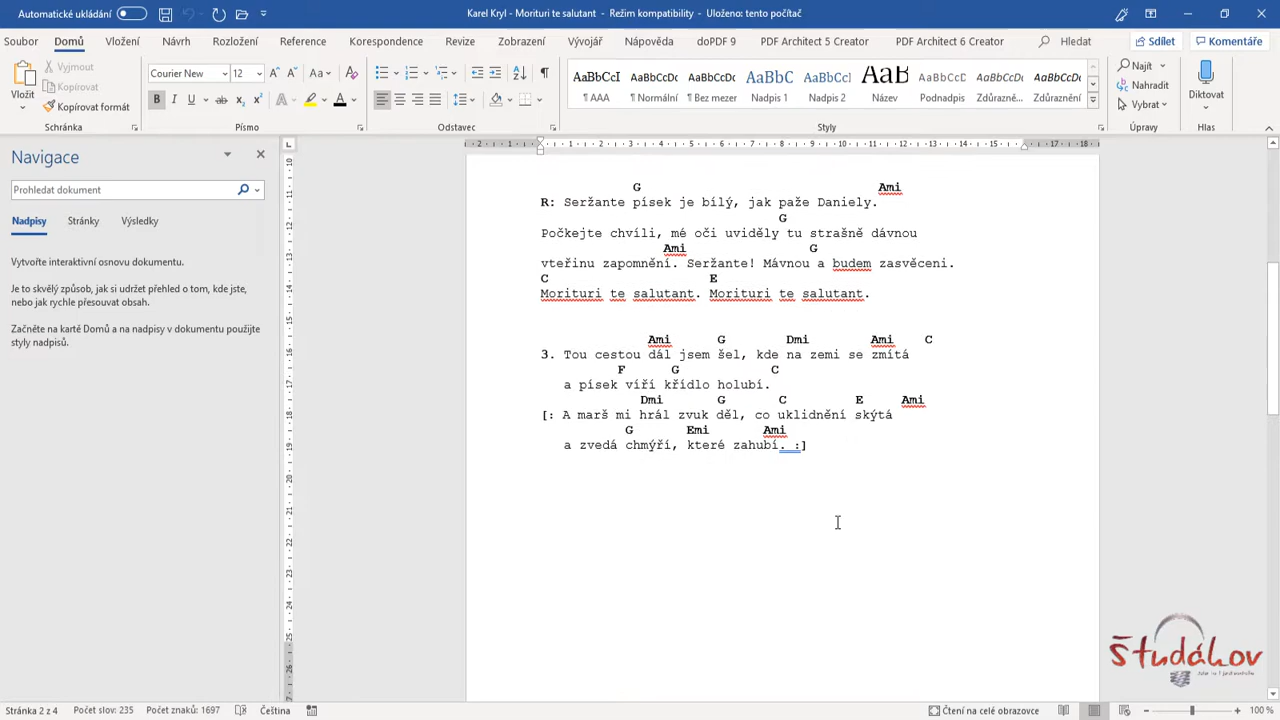 Automatické ukládání
Karel Kryl - Morituri te salutant - Režim kompatibility - Uloženo: tento počítač
Soubor Domů Vložení Návrh Rozložení Reference Korespondence Revize Zobrazení Vývojář Nápověda doPDF 9 PDF Architect 5 Creator PDF Architect 6 Creator Hledat Sdílet Komentáře
Vložit
Vyjmout
Kopírovat
Kopírovat formát
Schránka
Courier New 12
Písmo
Odstavec
AaBbCcI AaBbCcDc AaBbCcDc AaBbC AaBbCcI AaBb AaBbCcDd AaBbCcDc AaBbCcDc
¶ AAA ¶ Normální ¶ Bez mezer Nadpis 1 Nadpis 2 Název Podnadpis Zdůrazně... Zdůraznění
Styly
Najít
Nahradit
Vybrat
Úpravy
Diktovat
Hlas
Navigace
Prohledat dokument
Nadpisy Stránky Výsledky
Vytvořte interaktivní osnovu dokumentu.
Je to skvělý způsob, jak si udržet přehled o tom, kde jste, nebo jak rychle přesouvat obsah.
Začněte na kartě Domů a na nadpisy v dokumentu použijte styly nadpisů.
G Ami
R: Seržante písek je bílý, jak paže Daniely.
G
Počkejte chvíli, mé oči uviděly tu strašně dávnou
Ami G
vteřinu zapomnění. Seržante! Mávnou a budem zasvěceni.
C E
Morituri te salutant. Morituri te salutant.
Ami G Dmi Ami C
3. Tou cestou dál jsem šel, kde na zemi se zmítá
F G C
a písek víří křídlo holubí.
Dmi G C E Ami
[: A marš mi hrál zvuk děl, co uklidnění skýtá
G Emi Ami
a zvedá chmýří, které zahubí. :]
Študákov
Stránka 2 z 4 Počet slov: 235 Počet znaků: 1697 Čeština Čtení na celé obrazovce 100 %